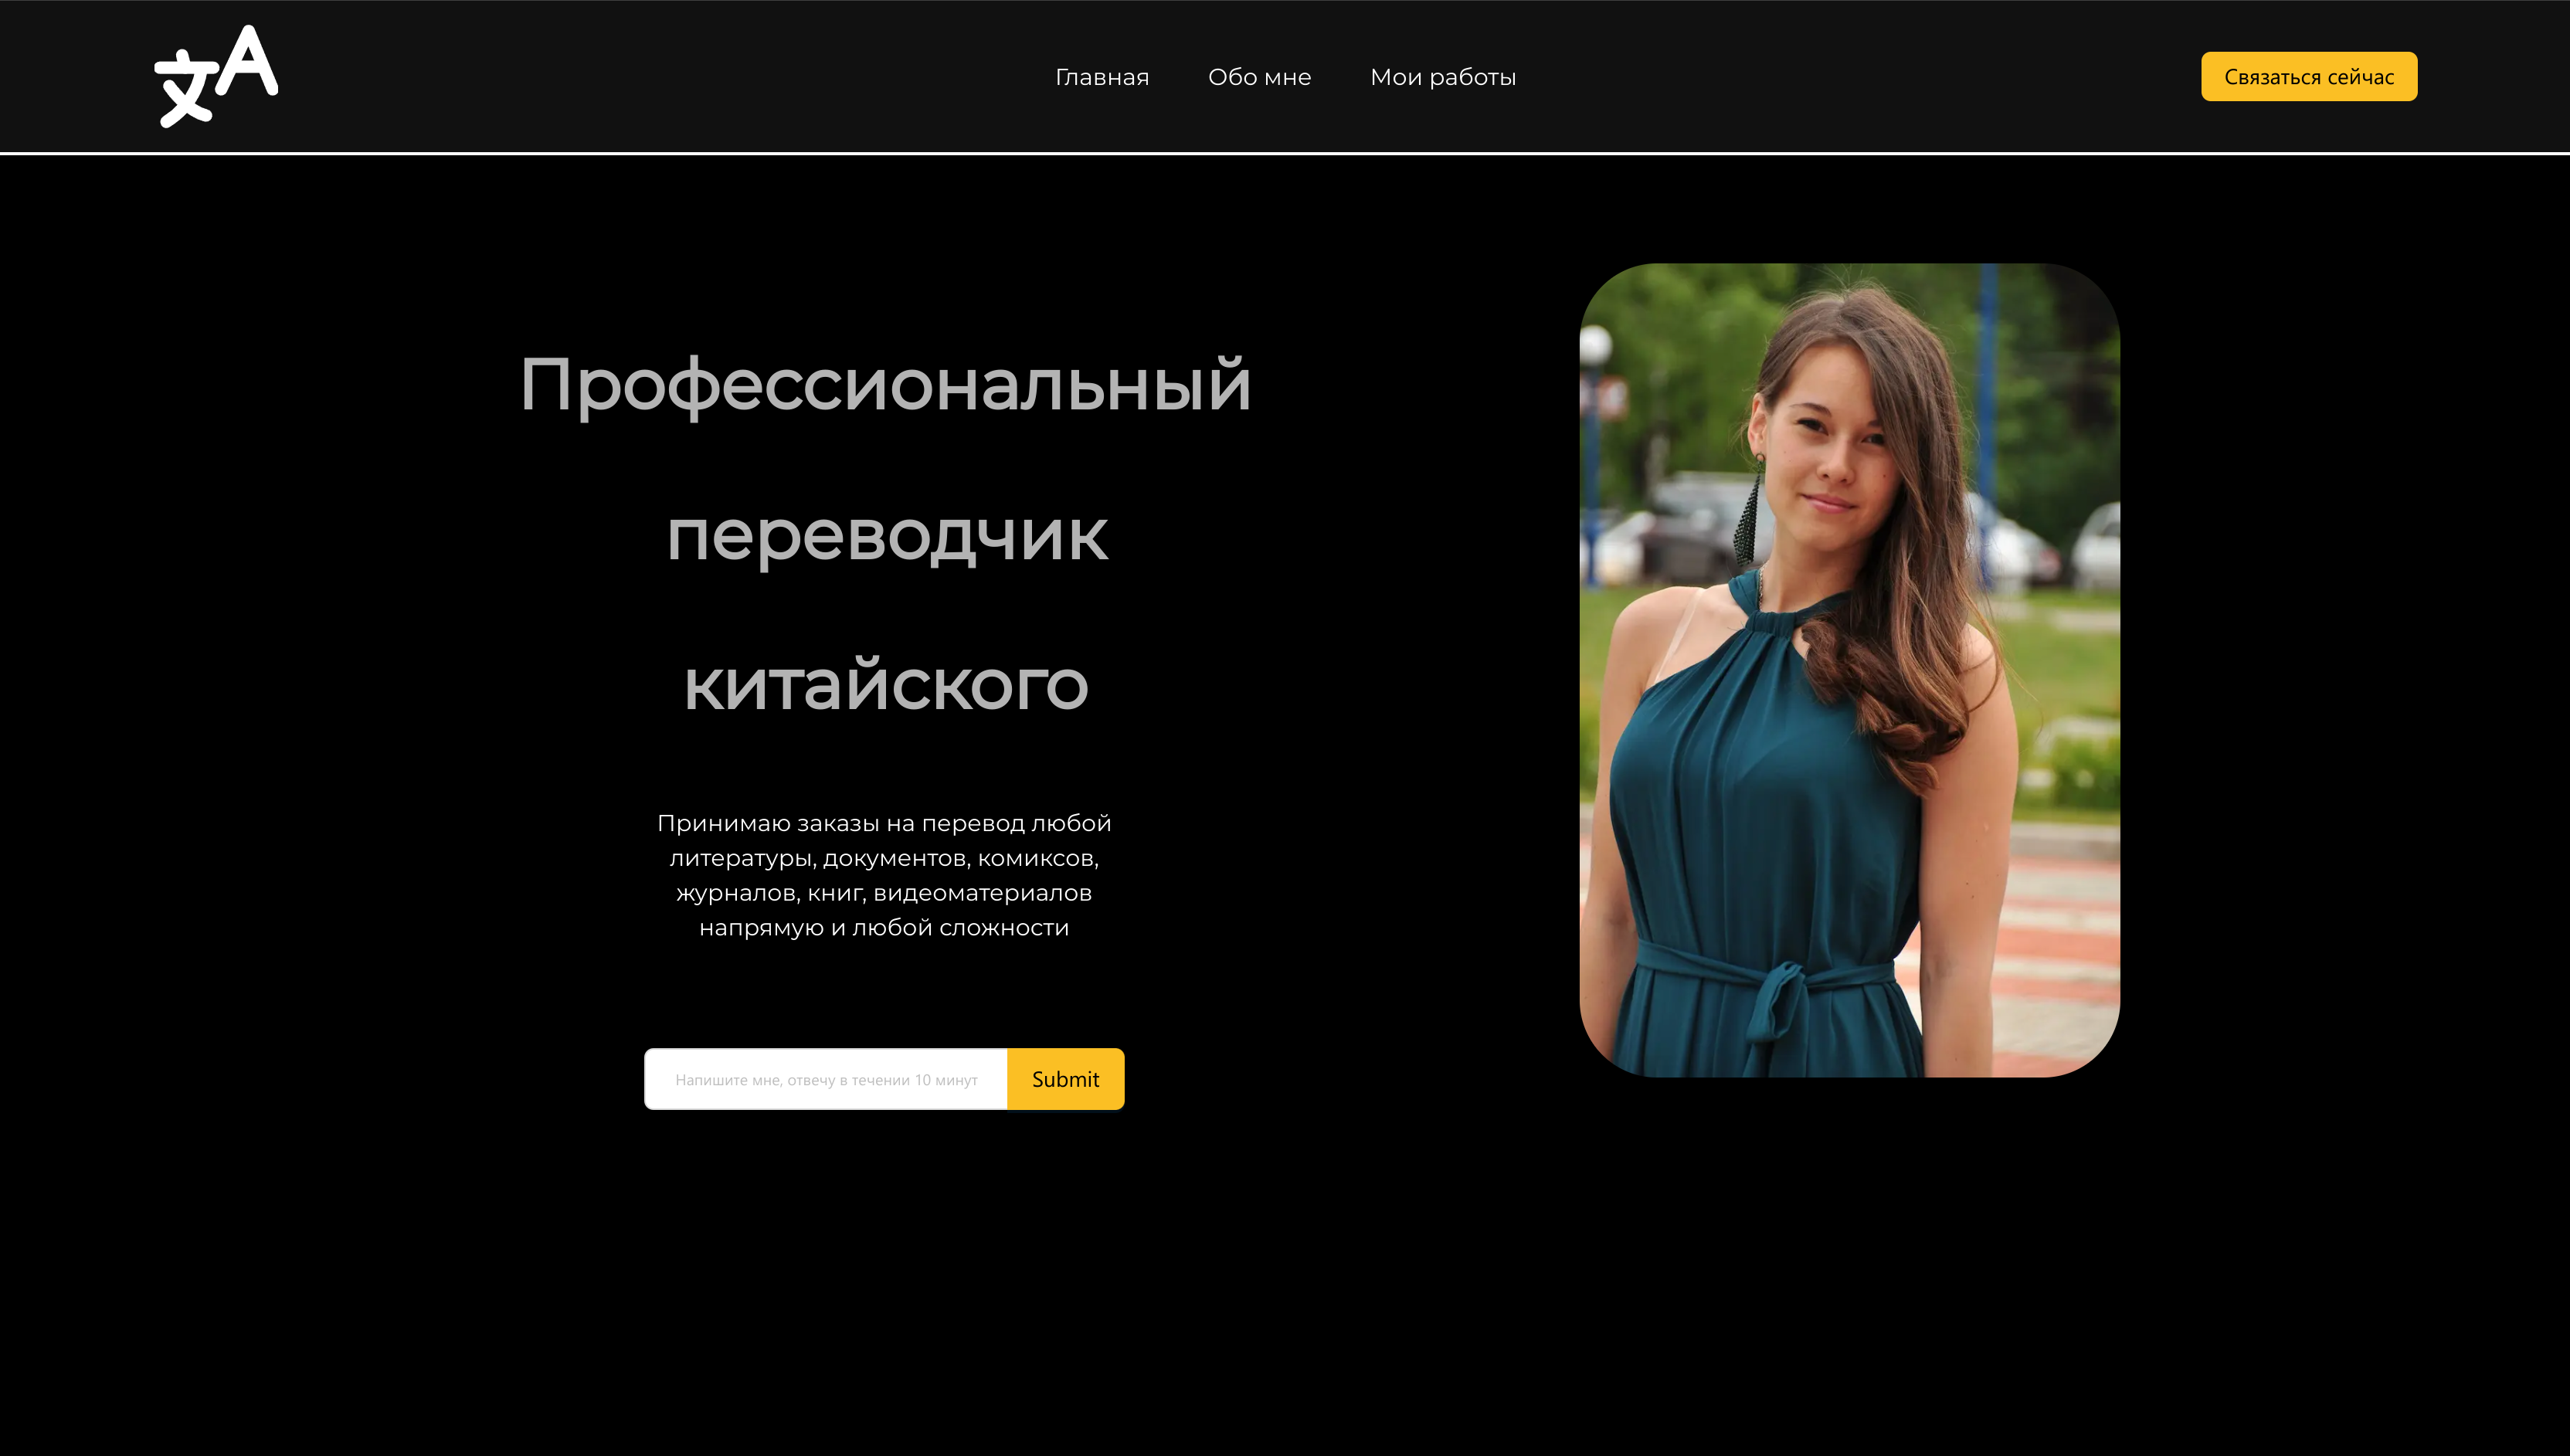 文A
Главная Обо мне Мои работы
Связаться сейчас
Профессиональный
переводчик
китайского
Принимаю заказы на перевод любой
литературы, документов, комиксов,
журналов, книг, видеоматериалов
напрямую и любой сложности
Напишите мне, отвечу в течении 10 минут
Submit